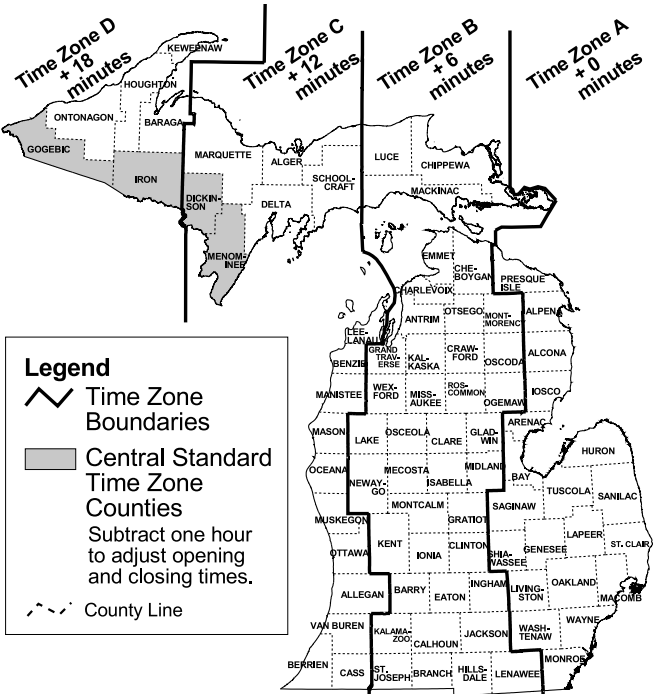 Time Zone D
+ 18
minutes
Time Zone C
+ 12
minutes
Time Zone B
+ 6
minutes
Time Zone A
+ 0
minutes
KEWEENAW
HOUGHTON
ONTONAGON
BARAGA
GOGEBIC
IRON
MARQUETTE
ALGER
DICKIN-
SON
DELTA
SCHOOL-
CRAFT
LUCE
CHIPPEWA
MACKINAC
MENOM-
INEE
EMMET
CHE-
BOYGAN
PRESQUE
ISLE
CHARLEVOIX
ANTRIM
OTSEGO
MONT-
MORENC
ALPENA
LEE-
LANAU
BENZIE
GRAND
TRAV-
ERSE
KAL-
KASKA
CRAW-
FORD
OSCODA
ALCONA
MANISTEE
WEX-
FORD
MISS-
AUKEE
ROS-
COMMON
OGEMAW
IOSCO
ARENAC
MASON
LAKE
OSCEOLA
CLARE
GLAD-
WIN
HURON
OCEANA
NEWAY-
GO
MECOSTA
ISABELLA
MIDLAND
BAY
TUSCOLA
SANILAC
MUSKEGON
MONTCALM
GRATIOT
SAGINAW
OTTAWA
KENT
IONIA
CLINTON
SHIA-
WASSEE
GENESEE
LAPEER
ST. CLAIR
ALLEGAN
BARRY
EATON
INGHAM
LIVING-
STON
OAKLAND
MACOMB
VAN BUREN
KALAMA-
ZOO
CALHOUN
JACKSON
WASH-
TENAW
WAYNE
BERRIEN
CASS
ST.
JOSEPH
BRANCH
HILLS-
DALE
LENAWEE
MONROE
Legend
Time Zone
Boundaries
Central Standard
Time Zone
Counties
Subtract one hour
to adjust opening
and closing times.
County Line